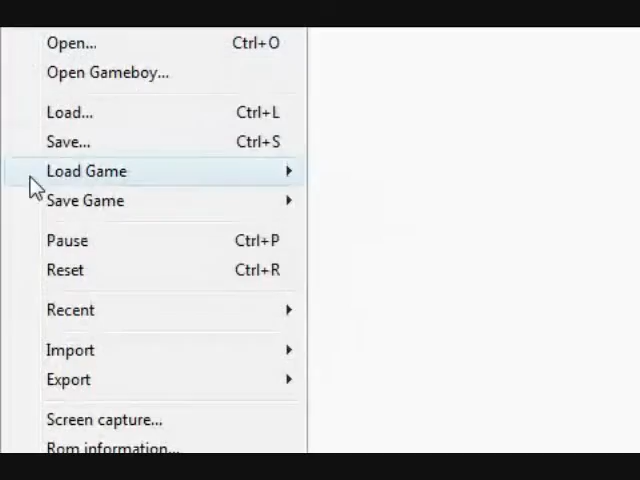 Open... Ctrl+O
Open Gameboy...
Load... Ctrl+L
Save... Ctrl+S
Load Game
Save Game
Pause Ctrl+P
Reset Ctrl+R
Recent
Import
Export
Screen capture...
Rom information...